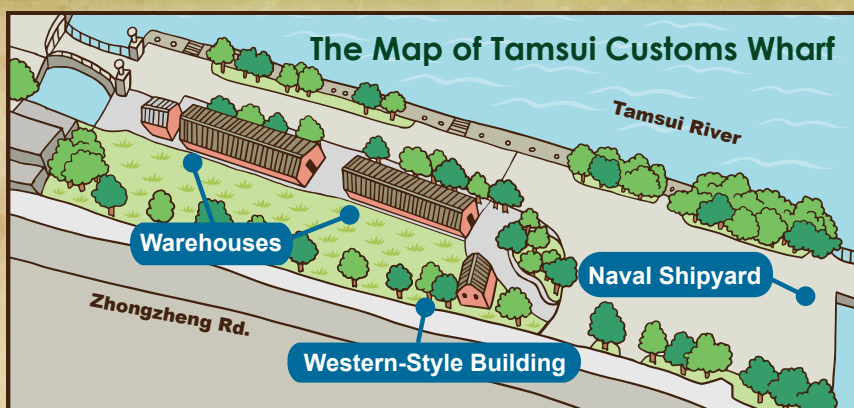 The Map of Tamsui Customs Wharf
Tamsui River
Warehouses
Naval Shipyard
Zhongzheng Rd.
Western-Style Building